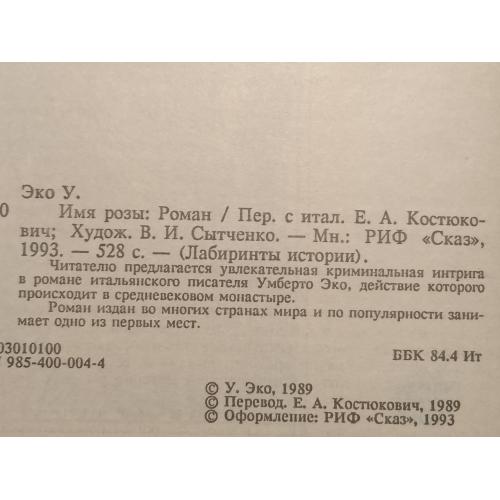 Эко У.
0 Имя розы: Роман / Пер. с итал. Е. А. Костюко-
вич; Худож. В. И. Сытченко. — Мн.: РИФ «Сказ»,
1993. — 528 с. — (Лабиринты истории).
Читателю предлагается увлекательная криминальная интрига
в романе итальянского писателя Умберто Эко, действие которого
происходит в средневековом монастыре.
Роман издан во многих странах мира и по популярности зани-
мает одно из первых мест.
03010100
985-400-004-4 ББК 84.4 Ит
© У. Эко, 1989
© Перевод. Е. А. Костюкович, 1989
© Оформление: РИФ «Сказ», 1993